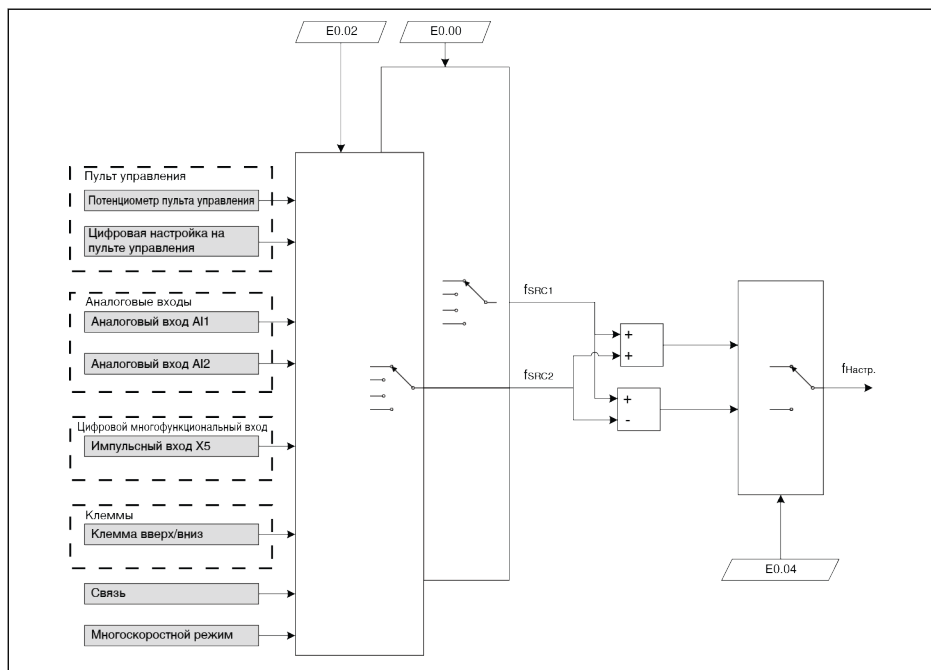 E0.02
E0.00
Пульт управления
Потенциометр пульта управления
Цифровая настройка на
пульте управления
Аналоговые входы
Аналоговый вход AI1
Аналоговый вход AI2
Цифровой многофункциональный вход
Импульсный вход X5
Клеммы
Клемма вверх/вниз
Связь
Многоскоростной режим
fSRC1
fSRC2
+
+
+
-
fНастр.
E0.04